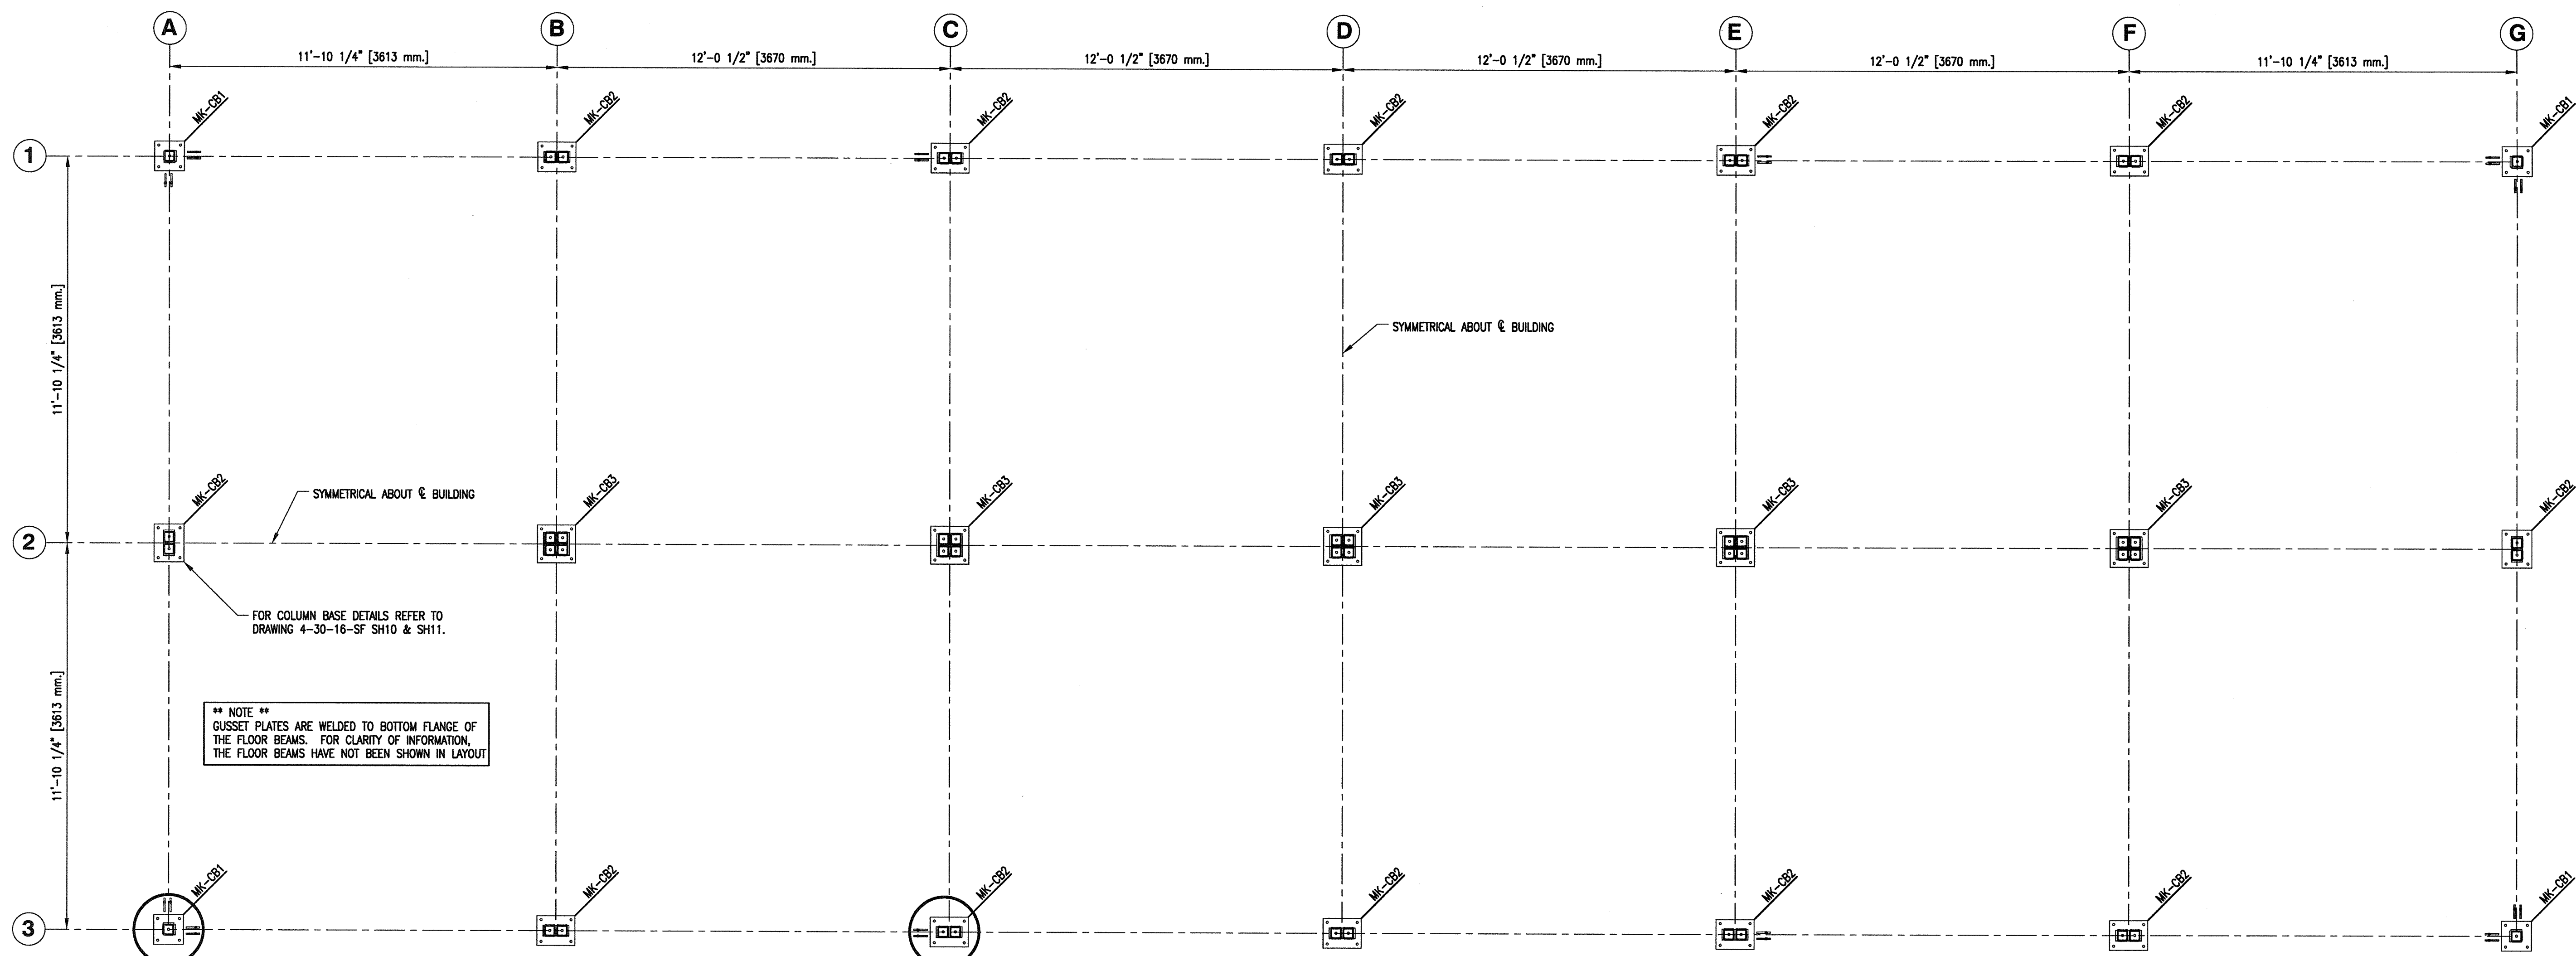 A B C D E F G
11'-10 1/4" [3613 mm.] 12'-0 1/2" [3670 mm.] 12'-0 1/2" [3670 mm.] 12'-0 1/2" [3670 mm.] 12'-0 1/2" [3670 mm.] 11'-10 1/4" [3613 mm.]
MK-CB1 MK-CB2 MK-CB2 MK-CB2 MK-CB2 MK-CB2 MK-CB1
1
11'-10 1/4" [3613 mm.]
SYMMETRICAL ABOUT ℄ BUILDING
MK-CB2 MK-CB3 MK-CB3 MK-CB3 MK-CB3 MK-CB3 MK-CB2
SYMMETRICAL ABOUT ℄ BUILDING
2
FOR COLUMN BASE DETAILS REFER TO
DRAWING 4-30-16-SF SH10 & SH11.
11'-10 1/4" [3613 mm.]
** NOTE **
GUSSET PLATES ARE WELDED TO BOTTOM FLANGE OF
THE FLOOR BEAMS. FOR CLARITY OF INFORMATION,
THE FLOOR BEAMS HAVE NOT BEEN SHOWN IN LAYOUT
MK-CB1 MK-CB2 MK-CB2 MK-CB2 MK-CB2 MK-CB2 MK-CB1
3